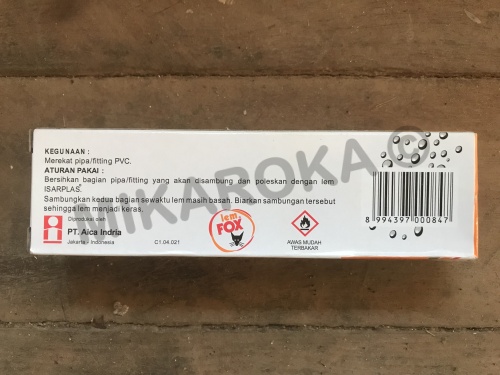 KEGUNAAN :
Merekat pipa/fitting PVC.
ATURAN PAKAI :
Bersihkan bagian pipa/fitting yang akan disambung dan poleskan dengan lem
ISARPLAS®.
Sambungkan kedua bagian sewaktu lem masih basah. Biarkan sambungan tersebut
sehingga lem menjadi keras.
Diproduksi oleh
PT. Aica Indria
Jakarta - Indonesia
C1.04.021
lem
FOX
AWAS MUDAH
TERBAKAR
8 994397 000847
MIKAROKA ©